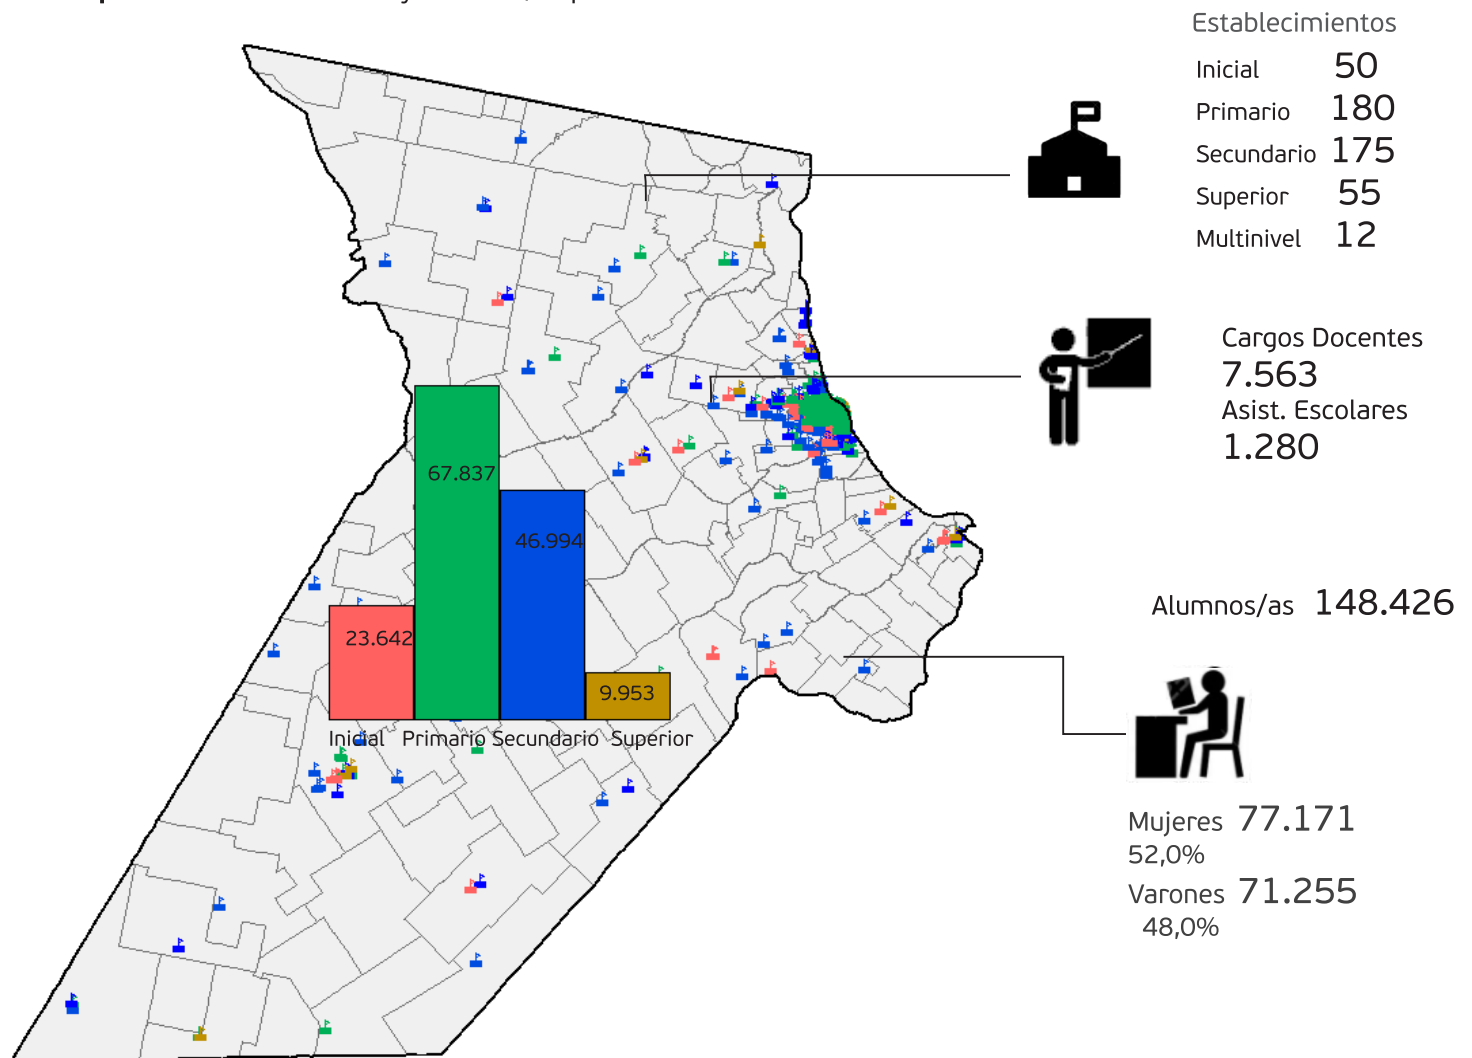 Establecimientos
Inicial 50
Primario 180
Secundario 175
Superior 55
Multinivel 12
Cargos Docentes
7.563
Asist. Escolares
1.280
67.837
46.994
23.642
9.953
Inicial Primario Secundario Superior
Alumnos/as 148.426
Mujeres 77.171
52,0%
Varones 71.255
48,0%